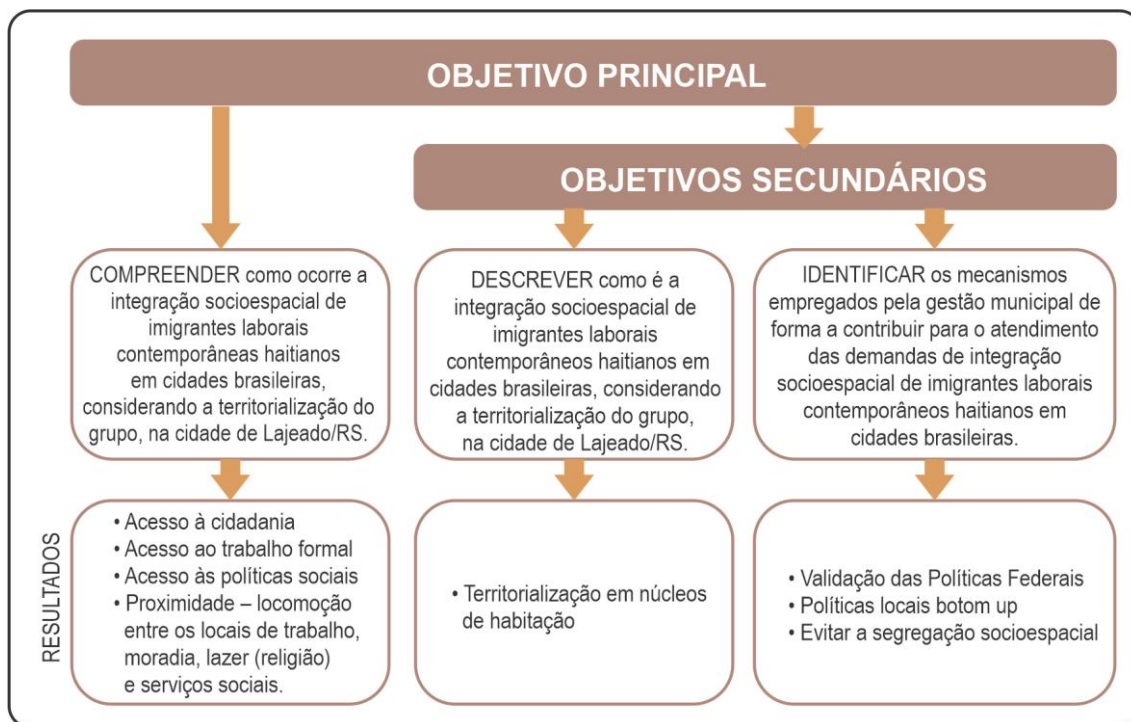 OBJETIVO PRINCIPAL
OBJETIVOS SECUNDÁRIOS
COMPREENDER como ocorre a
integração socioespacial de
imigrantes laborais
contemporâneas haitianos
em cidades brasileiras,
considerando a territorialização do
grupo, na cidade de Lajeado/RS.
DESCREVER como é a
integração socioespacial de
imigrantes laborais
contemporâneos haitianos em
cidades brasileiras, considerando
a territorialização do grupo,
na cidade de Lajeado/RS.
IDENTIFICAR os mecanismos
empregados pela gestão municipal de
forma a contribuir para o atendimento
das demandas de integração
socioespacial de imigrantes laborais
contemporâneos haitianos em
cidades brasileiras.
RESULTADOS
• Acesso à cidadania
• Acesso ao trabalho formal
• Acesso às políticas sociais
• Proximidade – locomoção
entre os locais de trabalho,
moradia, lazer (religião)
e serviços sociais.
• Territorialização em núcleos
de habitação
• Validação das Políticas Federais
• Políticas locais botom up
• Evitar a segregação socioespacial